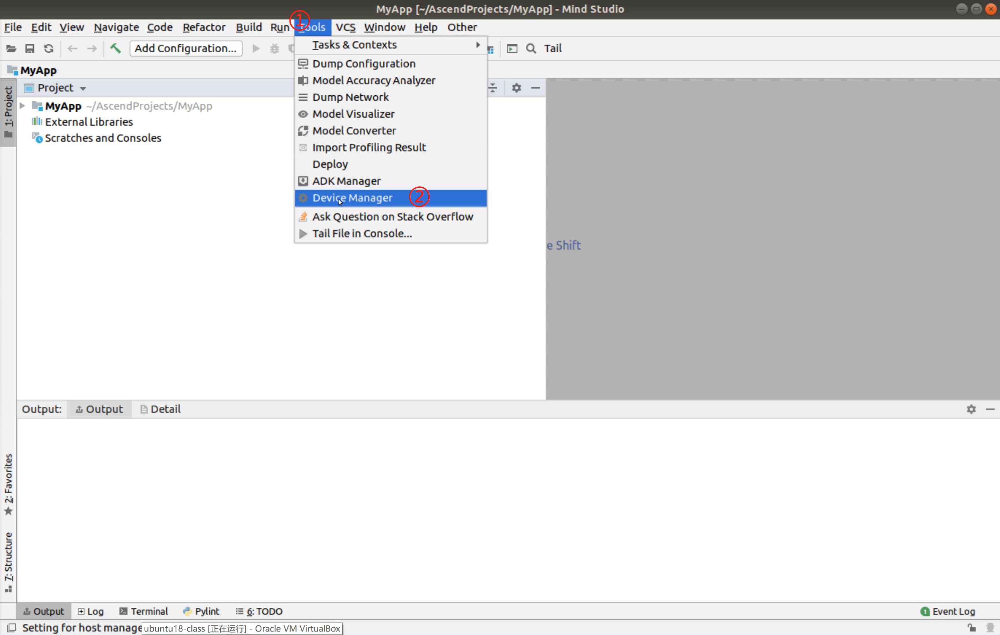 MyApp [~/AscendProjects/MyApp] - Mind Studio
File Edit View Navigate Code Refactor Build Run ① Tools VCS Window Help Other
Add Configuration... Tail
MyApp
Tasks & Contexts
Dump Configuration
Model Accuracy Analyzer
Dump Network
Model Visualizer
Model Converter
Import Profiling Result
Deploy
ADK Manager
Device Manager ②
Ask Question on Stack Overflow
Tail File in Console...
1: Project
Project
MyApp ~/AscendProjects/MyApp
External Libraries
Scratches and Consoles
e Shift
Output: Output Detail
2: Favorites
7: Structure
Output Log Terminal Pylint 6: TODO 1 Event Log
Setting for host manage
ubuntu18-class [正在运行] - Oracle VM VirtualBox